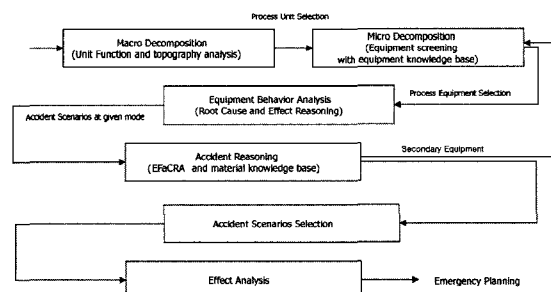 Process Unit Selection
Macro Decomposition
(Unit Function and topography analysis)
Micro Decomposition
(Equipment screening
with equipment knowledge base)
Equipment Behavior Analysis
(Root Cause and Effect Reasoning)
Process Equipment Selection
Accident Scenarios at given mode
Accident Reasoning
(EFaCRA and material knowledge base)
Secondary Equipment
Accident Scenarios Selection
Effect Analysis
Emergency Planning